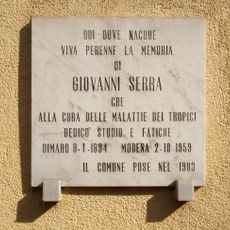 QUI DOVE NACQUE
VIVA PERENNE LA MEMORIA
DI
GIOVANNI SERRA
CHE
ALLA CURA DELLE MALATTIE DEI TROPICI
DEDICÒ STUDIO E FATICHE
DIMARO 8-1-1894 MODENA 2-10-1959
IL COMUNE POSE NEL 1983